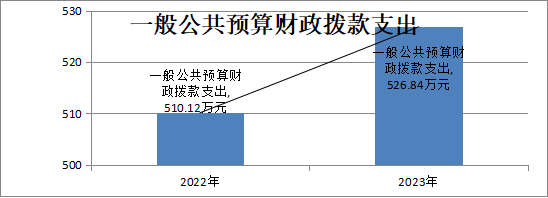 一般公共预算财政拨款支出
530
520
510
500
一般公共预算财
政拨款支出,
510.12万元
一般公共预算财
政拨款支出,
526.84万元
2022年
2023年